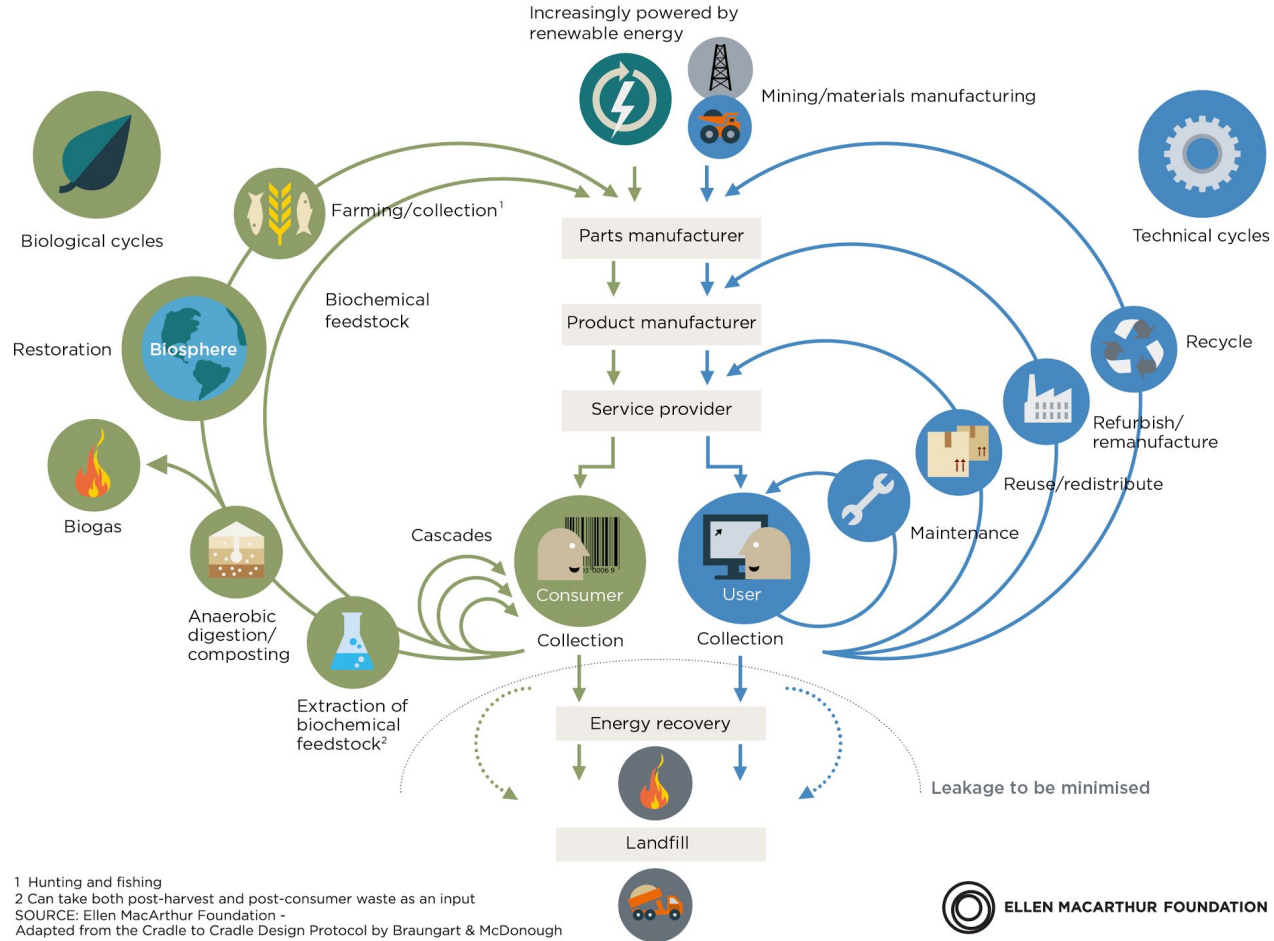 Increasingly powered by
renewable energy
Mining/materials manufacturing
Biological cycles
Technical cycles
Farming/collection¹
Parts manufacturer
Biochemical
feedstock
Product manufacturer
Restoration
Biosphere
Recycle
Service provider
Refurbish/
remanufacture
Reuse/redistribute
Biogas
Cascades
Maintenance
03 0006 9
Consumer
User
Anaerobic
digestion/
composting
Collection
Collection
Extraction of
biochemical
feedstock²
Energy recovery
Leakage to be minimised
Landfill
1 Hunting and fishing
2 Can take both post-harvest and post-consumer waste as an input
SOURCE: Ellen MacArthur Foundation -
Adapted from the Cradle to Cradle Design Protocol by Braungart & McDonough
ELLEN MACARTHUR FOUNDATION